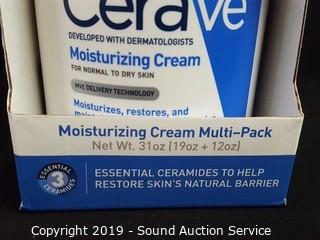 CeraVe
DEVELOPED WITH DERMATOLOGISTS
Moisturizing Cream
FOR NORMAL TO DRY SKIN
MVE DELIVERY TECHNOLOGY
Moisturizes, restores, and
Moisturizing Cream Multi-Pack
Net Wt. 31oz (19oz + 12oz)
ESSENTIAL
3
CERAMIDES
ESSENTIAL CERAMIDES TO HELP
RESTORE SKIN'S NATURAL BARRIER
Copyright 2019 - Sound Auction Service